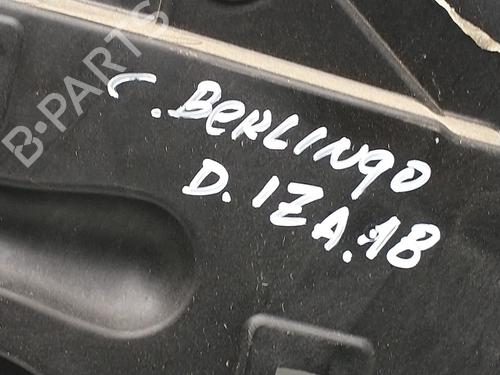 B-PARTS
C. BERLINGO
D. IZA.18